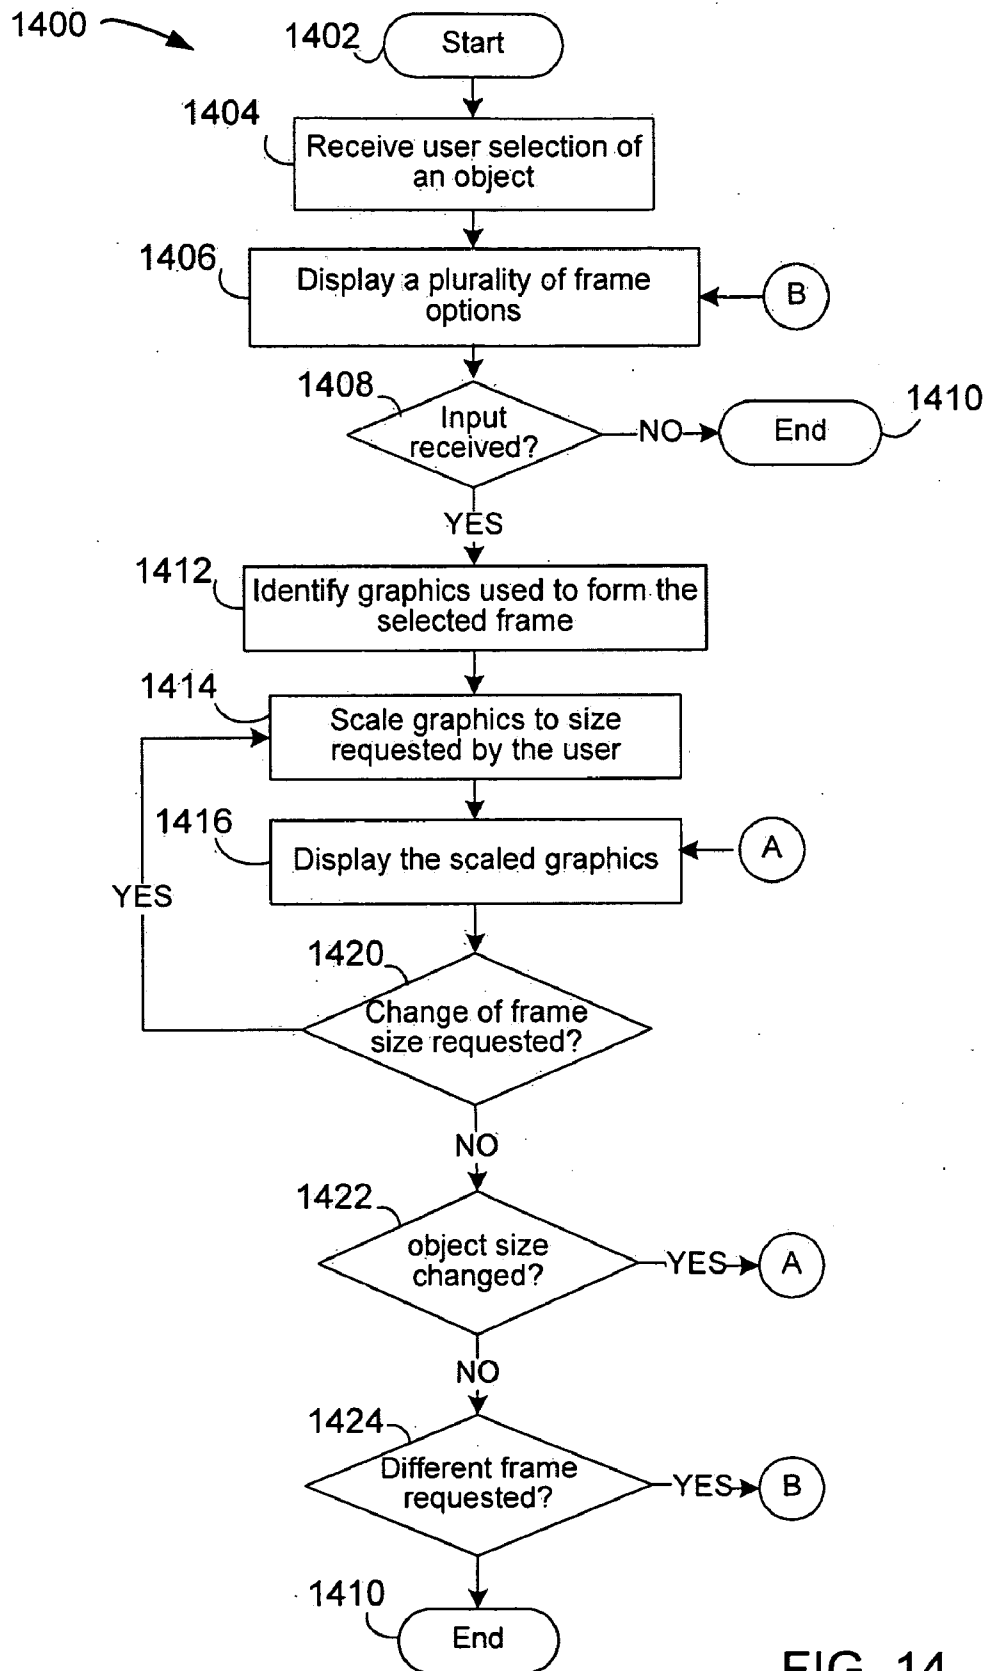 1400
1402
Start
1404
Receive user selection of
an object
1406
Display a plurality of frame
options
B
1408
Input
received?
NO
End
1410
YES
1412
Identify graphics used to form the
selected frame
1414
Scale graphics to size
requested by the user
1416
Display the scaled graphics
A
YES
1420
Change of frame
size requested?
NO
1422
object size
changed?
YES
A
NO
1424
Different frame
requested?
YES
B
1410
End
FIG. 14